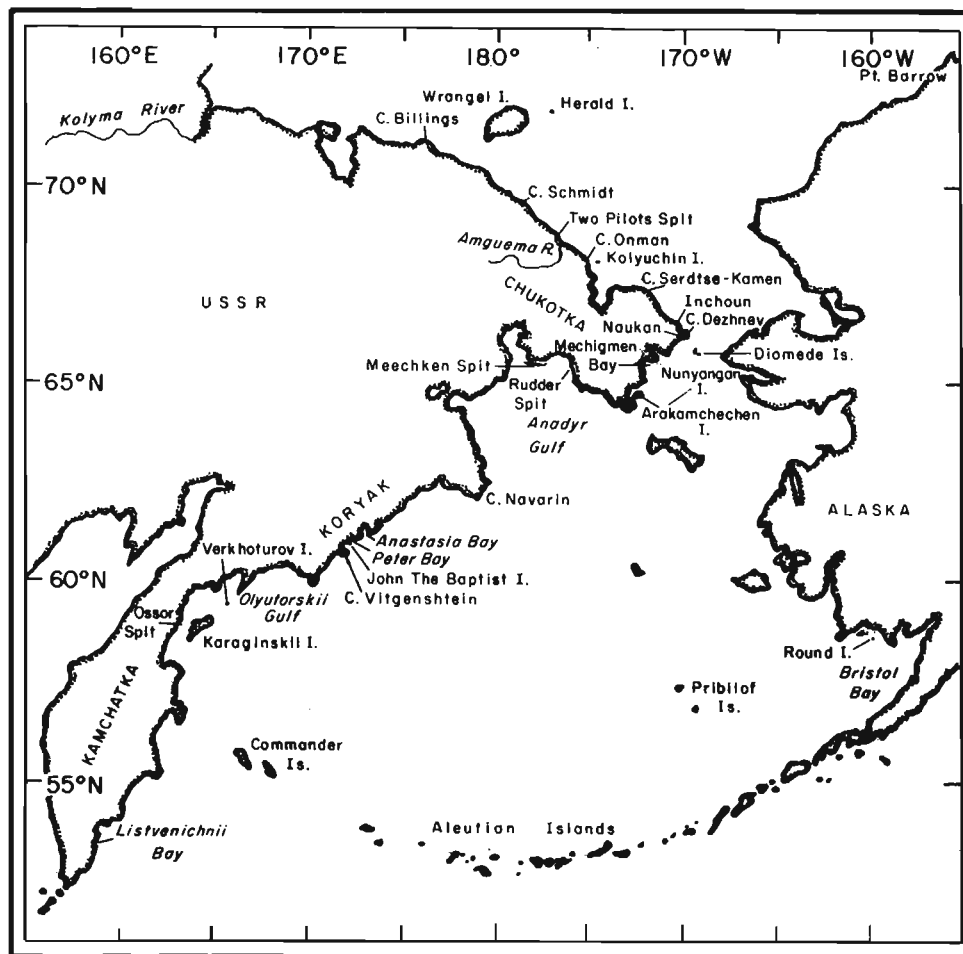 160°E 170°E 180° 170°W 160°W
Pt. Barrow
Wrangel I.
Herald I.
Kolyma River
C. Billings
70°N
C. Schmidt
Two Pilots Spit
Amguema R.
C. Onman
Kolyuchin I.
C. Serdtse-Kamen
USSR
CHUKOTKA
Inchoun
Naukan
C. Dezhnev
Mechigmen
Bay
Diomede Is.
Meechken Spit
65°N
Rudder
Spit
Nunyangan
I.
Arakamchechen
I.
Anadyr
Gulf
C. Navarin
ALASKA
KORYAK
Verkhoturov I.
Anastasia Bay
Peter Bay
60°N
John The Baptist I.
Olyutorskii
Gulf
C. Vitgenshtein
Ossor
Spit
Karaginskii I.
Round I.
Bristol
Bay
KAMCHATKA
Pribilof
Is.
Commander
Is.
55°N
Listvenichnii
Bay
Aleutian Islands